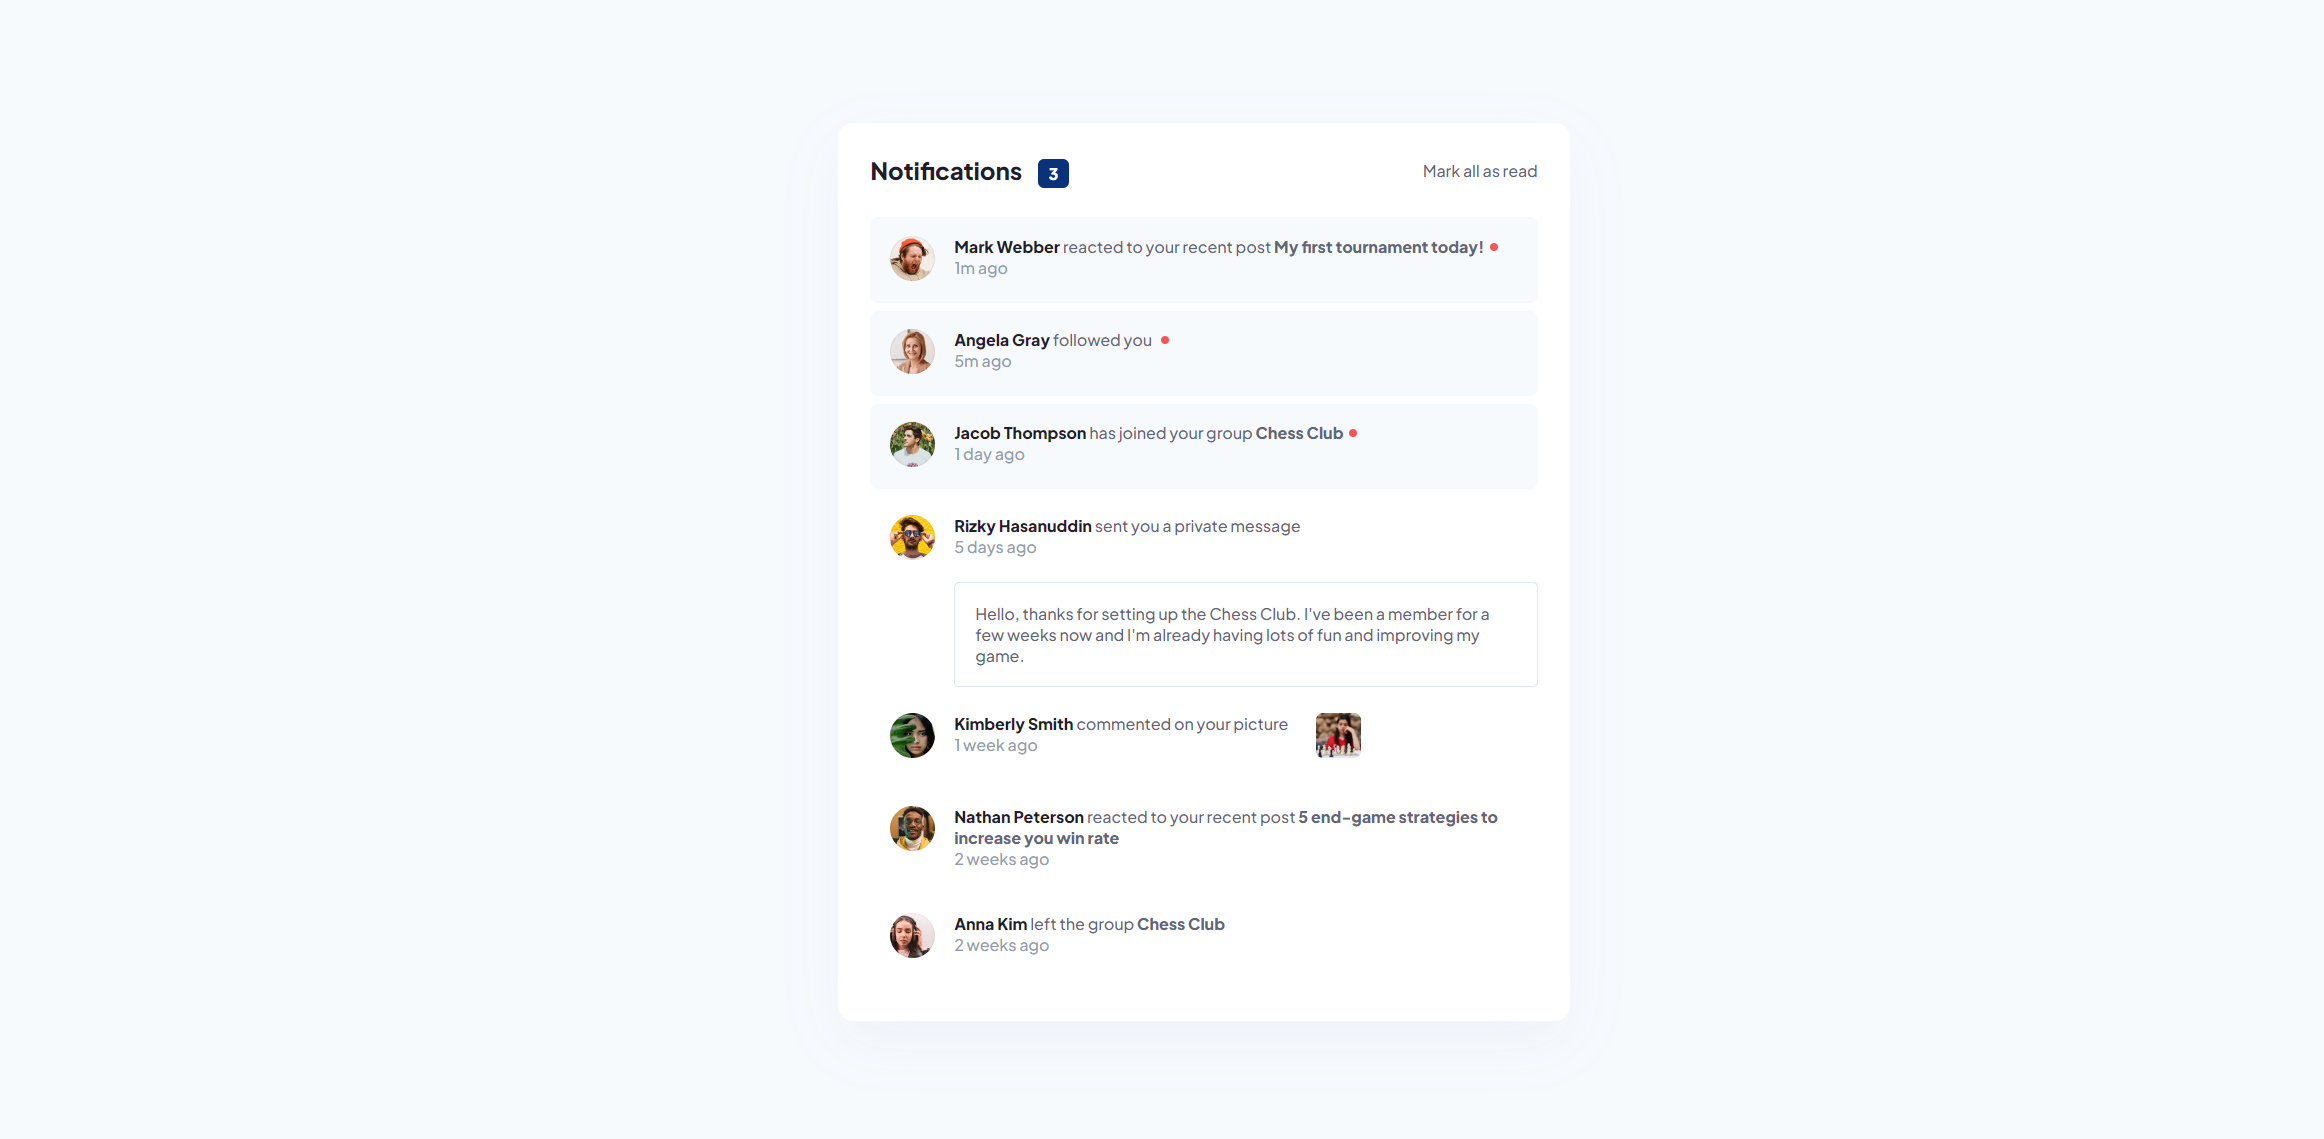 Notifications 3 Mark all as read
Mark Webber reacted to your recent post My first tournament today!
1m ago
Angela Gray followed you
5m ago
Jacob Thompson has joined your group Chess Club
1 day ago
Rizky Hasanuddin sent you a private message
5 days ago
Hello, thanks for setting up the Chess Club. I've been a member for a
few weeks now and I'm already having lots of fun and improving my
game.
Kimberly Smith commented on your picture
1 week ago
Nathan Peterson reacted to your recent post 5 end-game strategies to
increase you win rate
2 weeks ago
Anna Kim left the group Chess Club
2 weeks ago